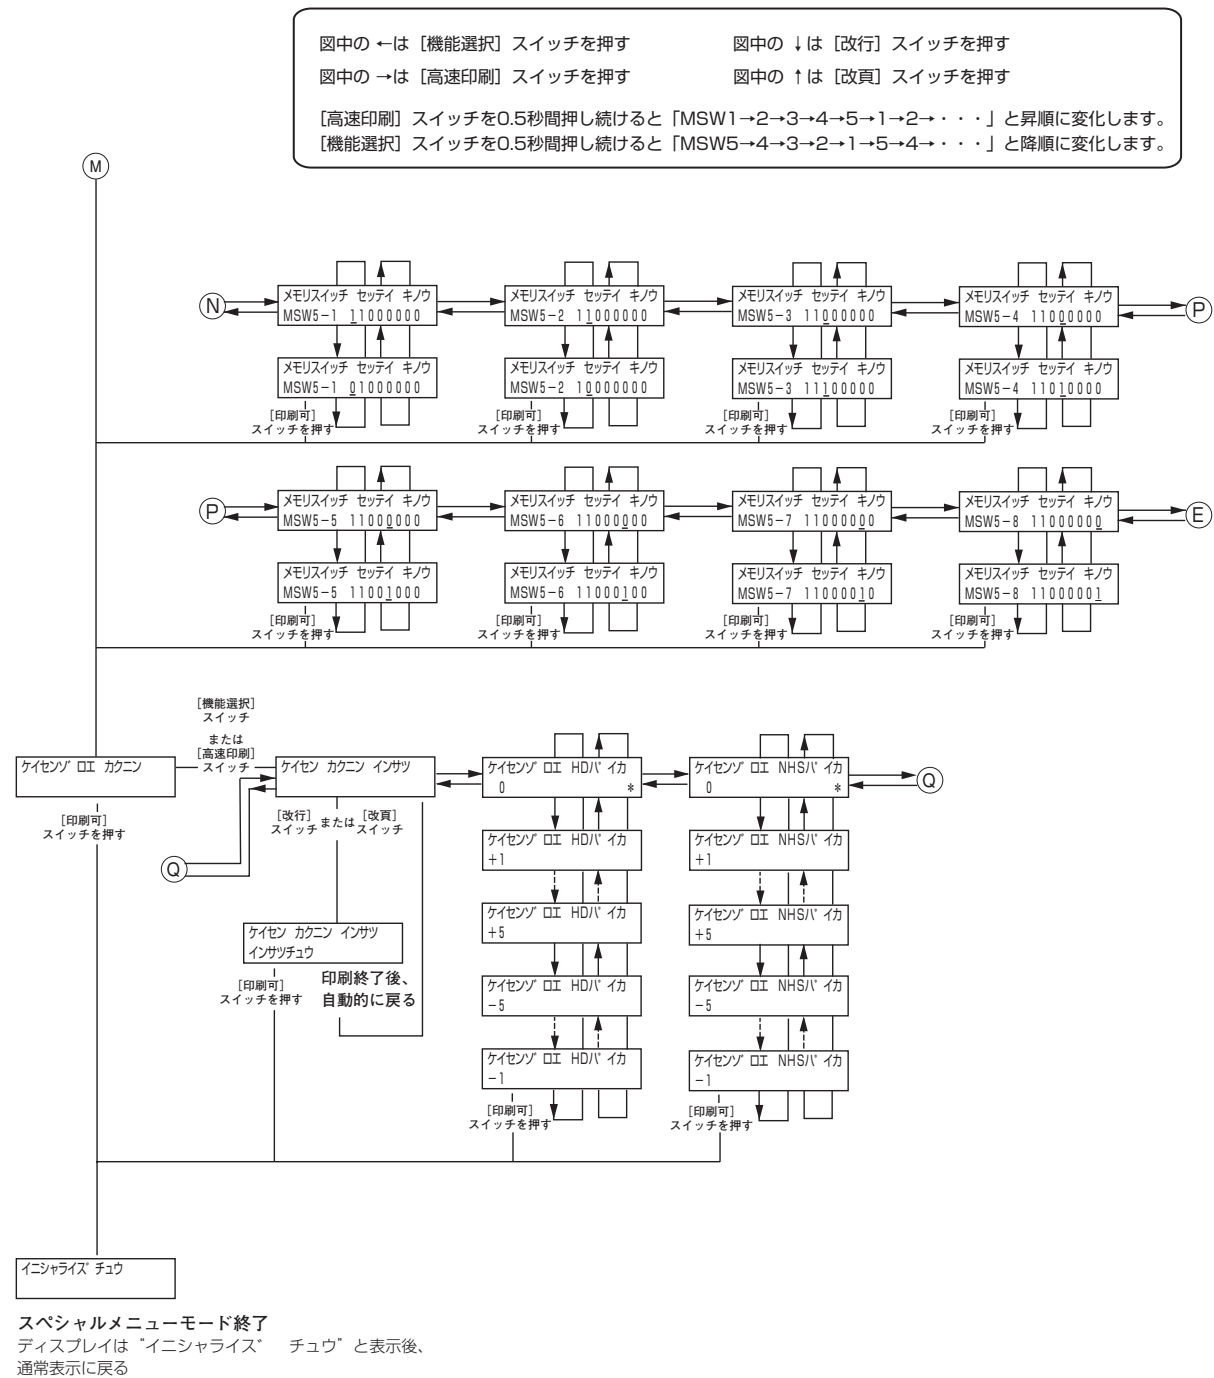 図中の ←は［機能選択］スイッチを押す　図中の ↓は［改行］スイッチを押す
図中の →は［高速印刷］スイッチを押す　図中の ↑は［改頁］スイッチを押す
［高速印刷］スイッチを0.5秒間押し続けると「MSW1→2→3→4→5→1→2→・・・」と昇順に変化します。
［機能選択］スイッチを0.5秒間押し続けると「MSW5→4→3→2→1→5→4→・・・」と降順に変化します。
M
N
メモリスイッチ セッテイ キノウ
MSW5−1 11000000
メモリスイッチ セッテイ キノウ
MSW5−2 11000000
メモリスイッチ セッテイ キノウ
MSW5−3 11000000
メモリスイッチ セッテイ キノウ
MSW5−4 11000000
P
メモリスイッチ セッテイ キノウ
MSW5−1 01000000
メモリスイッチ セッテイ キノウ
MSW5−2 10000000
メモリスイッチ セッテイ キノウ
MSW5−3 11100000
メモリスイッチ セッテイ キノウ
MSW5−4 11010000
［印刷可］
スイッチを押す
［印刷可］
スイッチを押す
［印刷可］
スイッチを押す
［印刷可］
スイッチを押す
P
メモリスイッチ セッテイ キノウ
MSW5−5 11000000
メモリスイッチ セッテイ キノウ
MSW5−6 11000000
メモリスイッチ セッテイ キノウ
MSW5−7 11000000
メモリスイッチ セッテイ キノウ
MSW5−8 11000000
E
メモリスイッチ セッテイ キノウ
MSW5−5 11001000
メモリスイッチ セッテイ キノウ
MSW5−6 11000100
メモリスイッチ セッテイ キノウ
MSW5−7 11000010
メモリスイッチ セッテイ キノウ
MSW5−8 11000001
［印刷可］
スイッチを押す
［印刷可］
スイッチを押す
［印刷可］
スイッチを押す
［印刷可］
スイッチを押す
［機能選択］
スイッチ
または
［高速印刷］
スイッチ
ケイセンゾロエ カクニン
［印刷可］
スイッチを押す
ケイセン カクニン インサツ
［改行］
スイッチ
または
［改頁］
スイッチ
Q
ケイセン カクニン インサツ
インサツチュウ
［印刷可］
スイッチを押す
印刷終了後、
自動的に戻る
ケイセンゾロエ HDバイカ
0 *
ケイセンゾロエ HDバイカ
+1
ケイセンゾロエ HDバイカ
+5
ケイセンゾロエ HDバイカ
−5
ケイセンゾロエ HDバイカ
−1
［印刷可］
スイッチを押す
ケイセンゾロエ NHSバイカ
0 *
Q
ケイセンゾロエ NHSバイカ
+1
ケイセンゾロエ NHSバイカ
+5
ケイセンゾロエ NHSバイカ
−5
ケイセンゾロエ NHSバイカ
−1
［印刷可］
スイッチを押す
イニシャライズ チュウ
スペシャルメニューモード終了
ディスプレイは“イニシャライズ　チュウ”と表示後、
通常表示に戻る